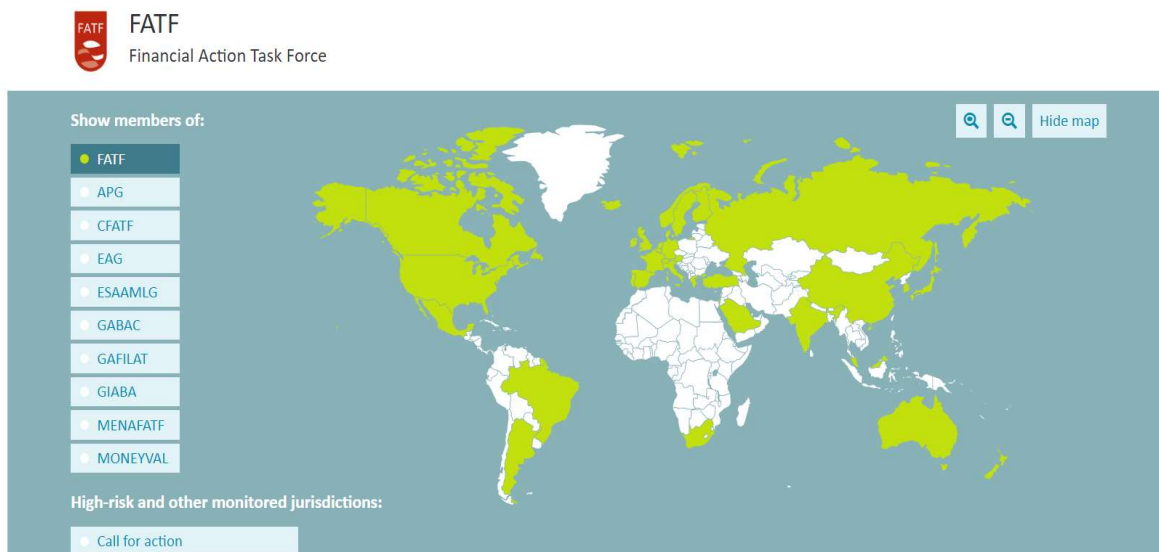 FATF
FATF
Financial Action Task Force
Show members of:
Hide map
FATF
APG
CFATF
EAG
ESAAMLG
GABAC
GAFILAT
GIABA
MENAFATF
MONEYVAL
High-risk and other monitored jurisdictions:
Call for action